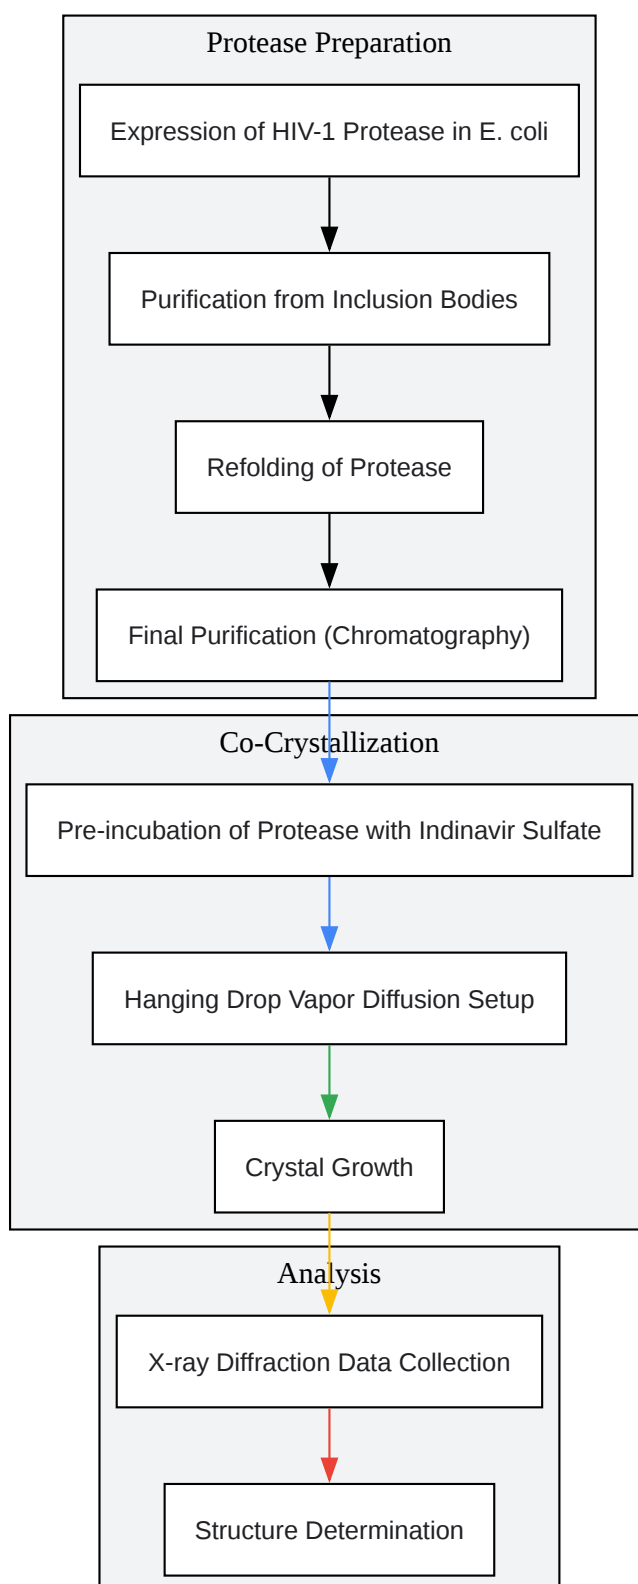 Protease Preparation
Expression of HIV-1 Protease in E. coli
Purification from Inclusion Bodies
Refolding of Protease
Final Purification (Chromatography)
Co-Crystallization
Pre-incubation of Protease with Indinavir Sulfate
Hanging Drop Vapor Diffusion Setup
Crystal Growth
Analysis
X-ray Diffraction Data Collection
Structure Determination